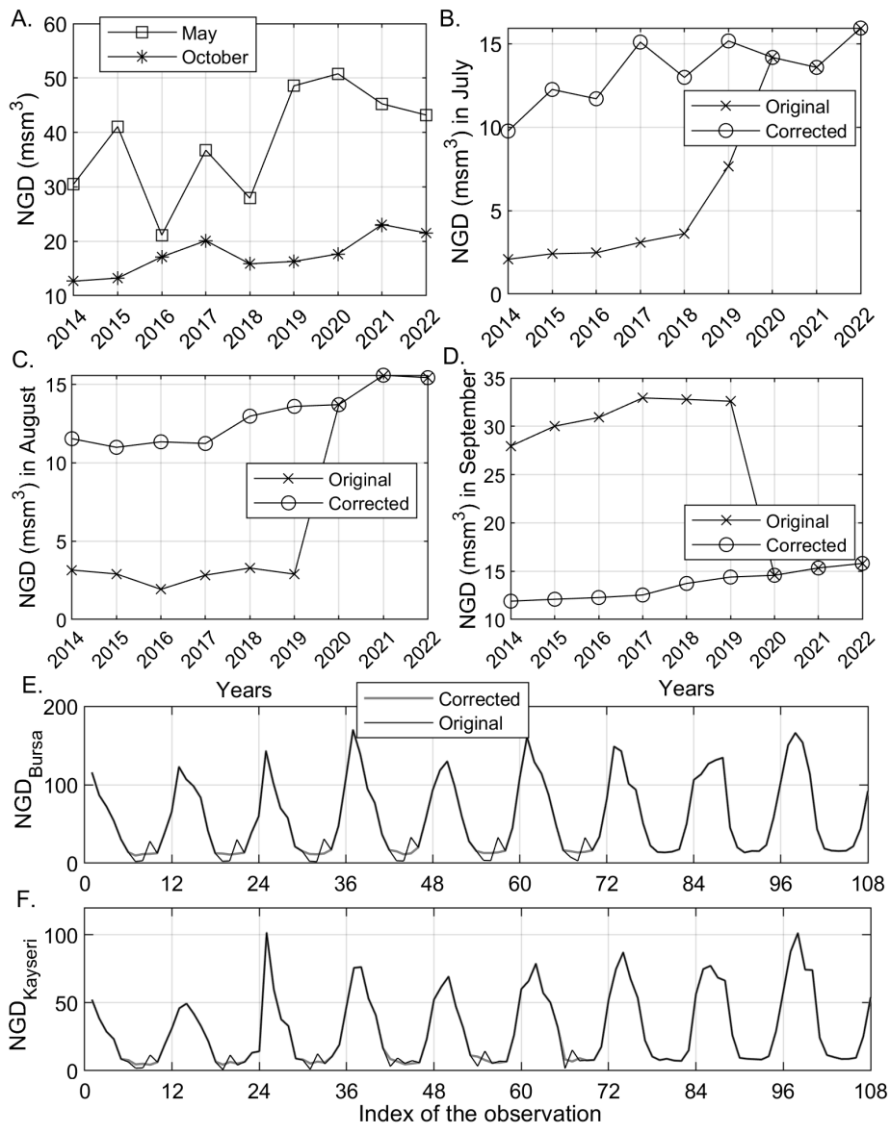 A.
60
50
40
30
20
10
NGD (msm³)
May
October
2014 2015 2016 2017 2018 2019 2020 2021 2022
B.
15
10
5
0
NGD (msm³) in July
Original
Corrected
2014 2015 2016 2017 2018 2019 2020 2021 2022
C.
15
10
5
0
NGD (msm³) in August
Original
Corrected
2014 2015 2016 2017 2018 2019 2020 2021 2022
Years
D.
35
30
25
20
15
10
NGD (msm³) in September
Original
Corrected
2014 2015 2016 2017 2018 2019 2020 2021 2022
Years
E.
200
100
0
NGD Bursa
Corrected
Original
0 12 24 36 48 60 72 84 96 108
F.
100
50
0
NGD Kayseri
0 12 24 36 48 60 72 84 96 108
Index of the observation